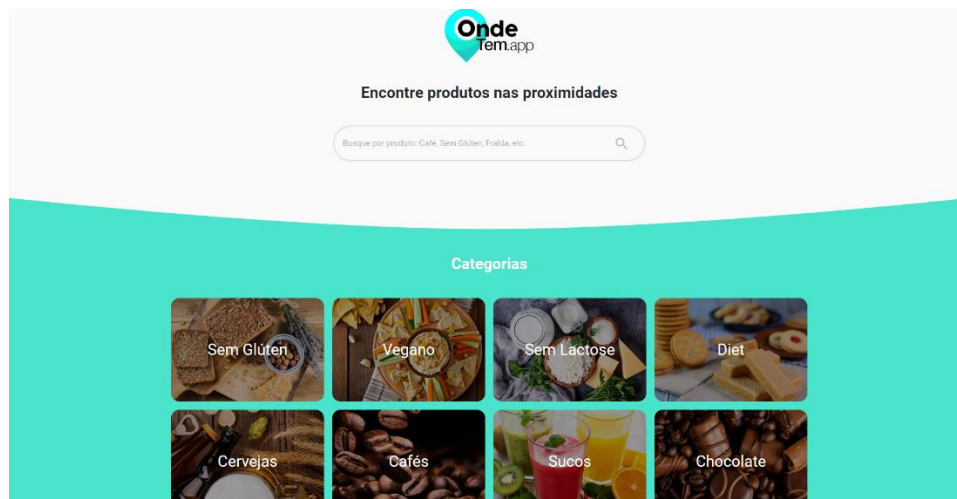 Onde
Tem.app
Encontre produtos nas proximidades
Busque por produto: Café, Sem Glúten, Fralda, etc.
Categorias
Sem Glúten
Vegano
Sem Lactose
Diet
Cervejas
Cafés
Sucos
Chocolate